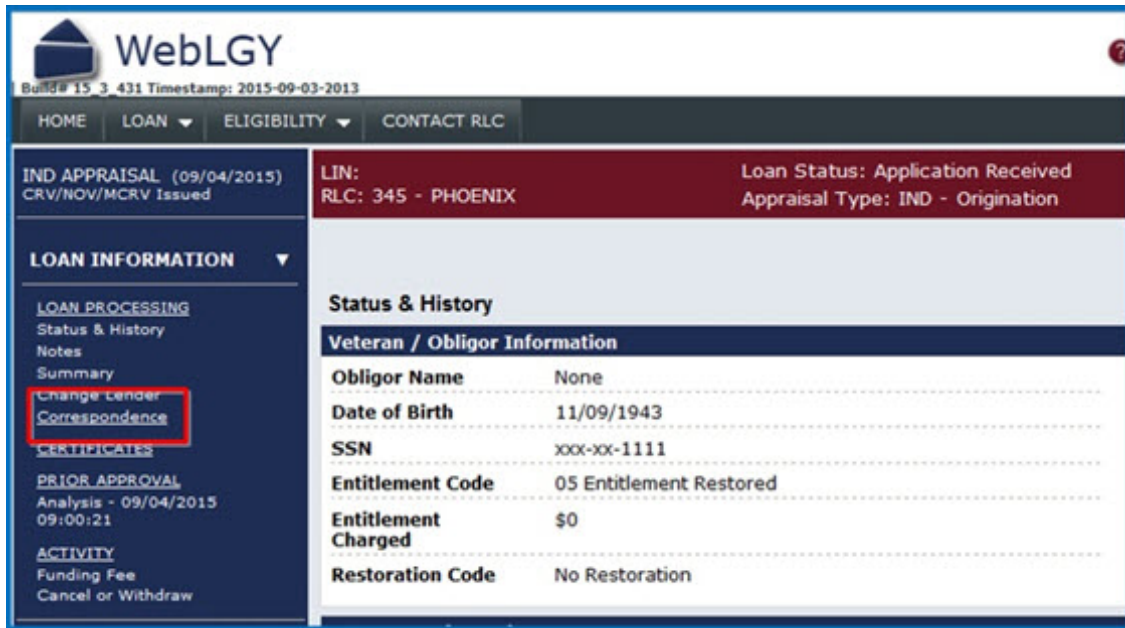 WebLGY
Build# 15_3_431 Timestamp: 2015-09-03-2013
HOME LOAN ELIGIBILITY CONTACT RLC
IND APPRAISAL (09/04/2015)
CRV/NOV/MCRV Issued
LIN:
RLC: 345 - PHOENIX
Loan Status: Application Received
Appraisal Type: IND - Origination
LOAN INFORMATION
LOAN PROCESSING
Status & History
Notes
Summary
Change Lender
Correspondence
CERTIFICATES
PRIOR APPROVAL
Analysis - 09/04/2015
09:00:21
ACTIVITY
Funding Fee
Cancel or Withdraw
Status & History
Veteran / Obligor Information
Obligor Name None
Date of Birth 11/09/1943
SSN xxx-xx-1111
Entitlement Code 05 Entitlement Restored
Entitlement
Charged $0
Restoration Code No Restoration